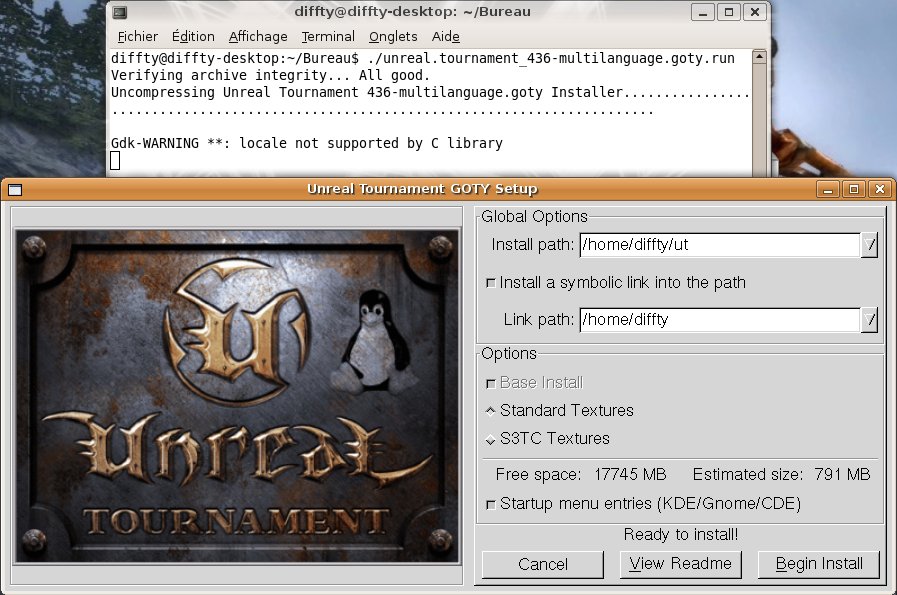 diffty@diffty-desktop: ~/Bureau
Fichier Édition Affichage Terminal Onglets Aide
diffty@diffty-desktop:~/Bureau$ ./unreal.tournament_436-multilanguage.goty.run
Verifying archive integrity... All good.
Uncompressing Unreal Tournament 436-multilanguage.goty Installer................
....................................................................
Gdk-WARNING **: locale not supported by C library
Unreal Tournament GOTY Setup
Unreal
TOURNAMENT
Global Options
Install path: /home/diffty/ut
Install a symbolic link into the path
Link path: /home/diffty
Options
Base Install
Standard Textures
S3TC Textures
Free space: 17745 MB Estimated size: 791 MB
Startup menu entries (KDE/Gnome/CDE)
Ready to install!
Cancel View Readme Begin Install